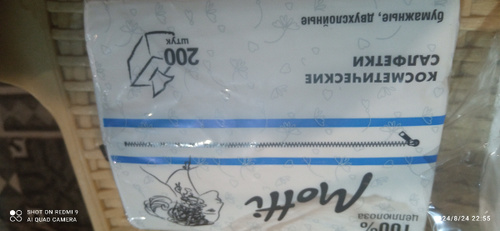 100%
целлюлоза
Motti
КОСМЕТИЧЕСКИЕ
САЛФЕТКИ
200
ШТУК
бумажные, двухслойные
SHOT ON REDMI 9
AI QUAD CAMERA
24/8/24 22:55